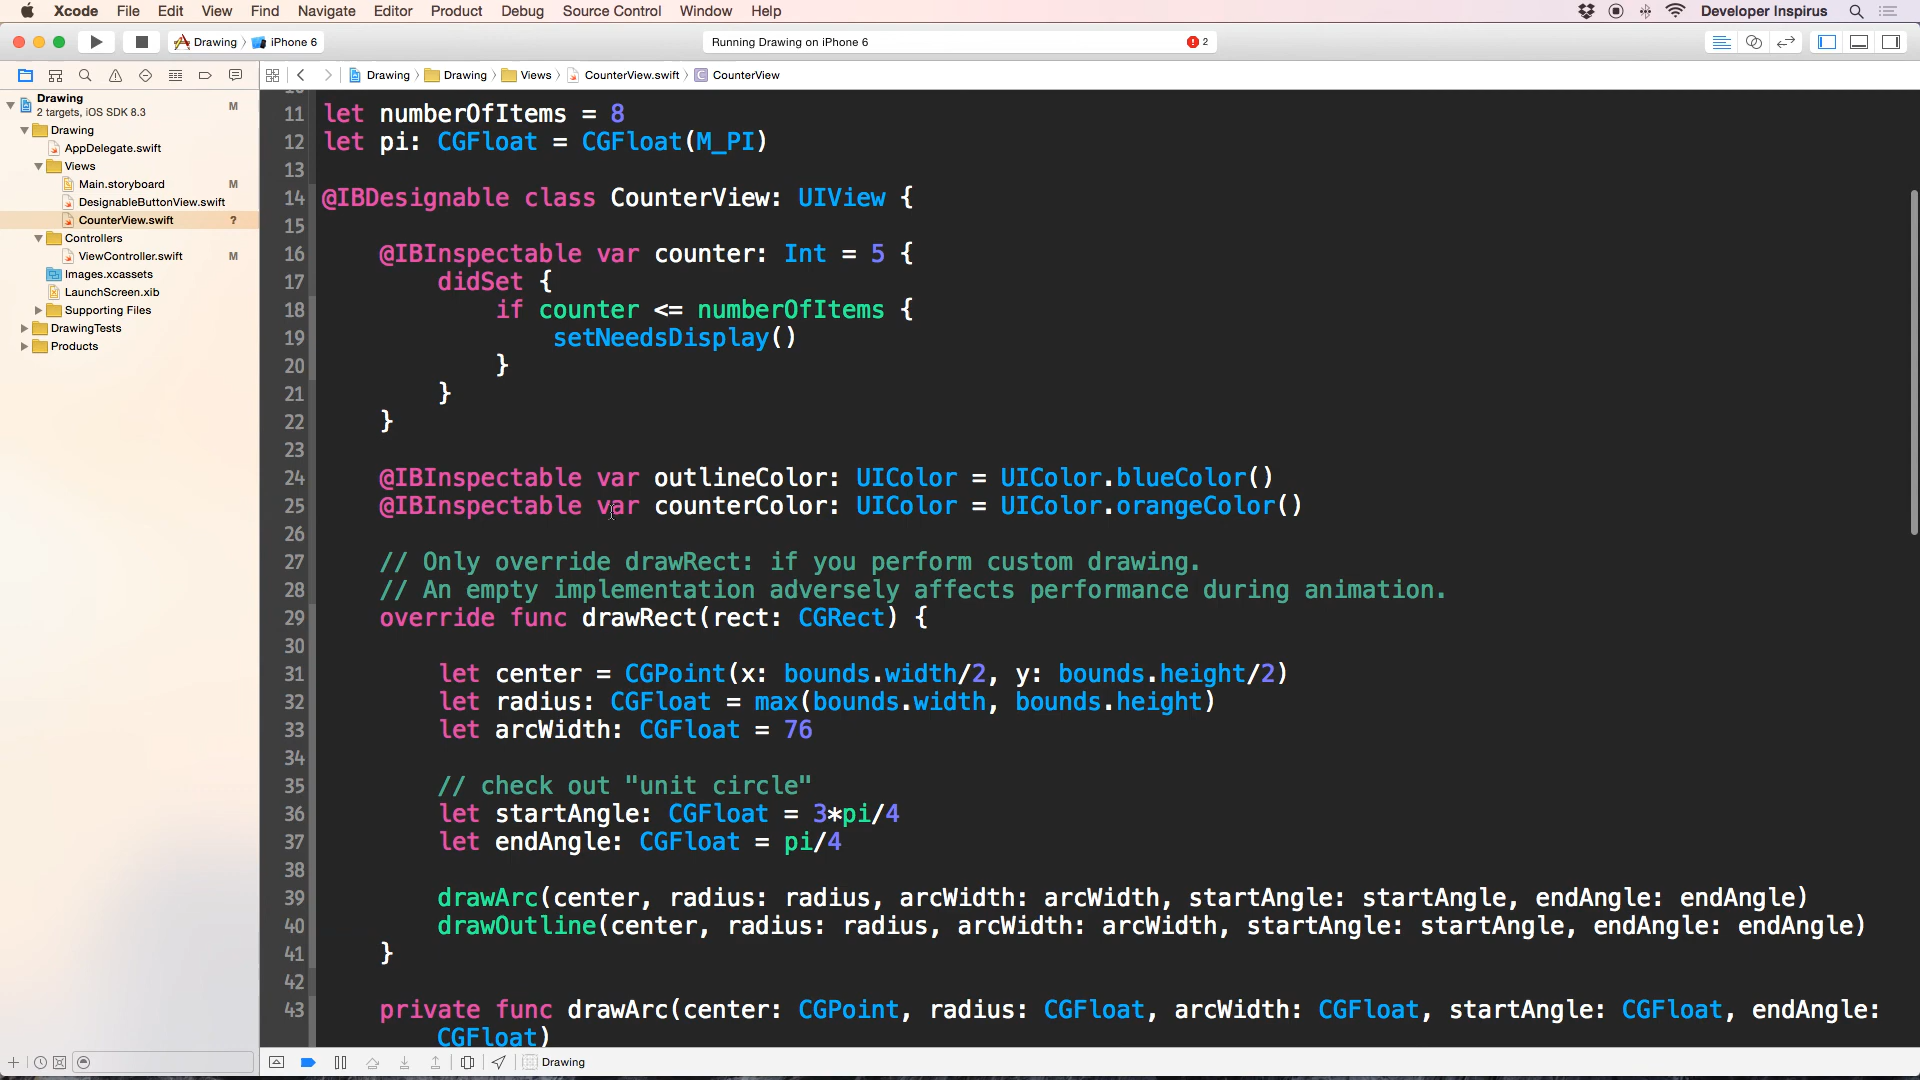 Xcode File Edit View Find Navigate Editor Product Debug Source Control Window Help Developer Inspirus
Drawing iPhone 6 Running Drawing on iPhone 6 2
Drawing Drawing Views CounterView.swift CounterView
Drawing M
2 targets, iOS SDK 8.3
Drawing
AppDelegate.swift
Views
Main.storyboard M
DesignableButtonView.swift
CounterView.swift ?
Controllers
ViewController.swift M
Images.xcassets
LaunchScreen.xib
Supporting Files
DrawingTests
Products
11 let numberOfItems = 8
12 let pi: CGFloat = CGFloat(M_PI)
13
14 @IBDesignable class CounterView: UIView {
15
16 @IBInspectable var counter: Int = 5 {
17 didSet {
18 if counter <= numberOfItems {
19 setNeedsDisplay()
20 }
21 }
22 }
23
24 @IBInspectable var outlineColor: UIColor = UIColor.blueColor()
25 @IBInspectable var counterColor: UIColor = UIColor.orangeColor()
26
27 // Only override drawRect: if you perform custom drawing.
28 // An empty implementation adversely affects performance during animation.
29 override func drawRect(rect: CGRect) {
30
31 let center = CGPoint(x: bounds.width/2, y: bounds.height/2)
32 let radius: CGFloat = max(bounds.width, bounds.height)
33 let arcWidth: CGFloat = 76
34
35 // check out "unit circle"
36 let startAngle: CGFloat = 3*pi/4
37 let endAngle: CGFloat = pi/4
38
39 drawArc(center, radius: radius, arcWidth: arcWidth, startAngle: startAngle, endAngle: endAngle)
40 drawOutline(center, radius: radius, arcWidth: arcWidth, startAngle: startAngle, endAngle: endAngle)
41 }
42
43 private func drawArc(center: CGPoint, radius: CGFloat, arcWidth: CGFloat, startAngle: CGFloat, endAngle:
CGFloat)
Drawing